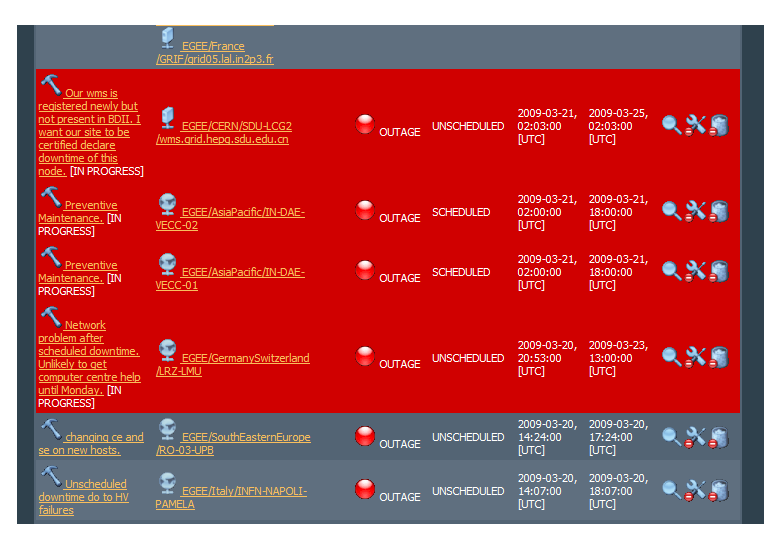 EGEE/France
/GRIF/grid05.lal.in2p3.fr
Our wms is
registered newly but
not present in BDII. I
want our site to be
certified declare
downtime of this
node. [IN PROGRESS]
EGEE/CERN/SDU-LCG2
/wms.grid.hepg.sdu.edu.cn
OUTAGE
UNSCHEDULED
2009-03-21,
02:03:00
[UTC]
2009-03-25,
02:03:00
[UTC]
Preventive
Maintenance. [IN
PROGRESS]
EGEE/AsiaPacific/IN-DAE-
VECC-02
OUTAGE
SCHEDULED
2009-03-21,
02:00:00
[UTC]
2009-03-21,
18:00:00
[UTC]
Preventive
Maintenance. [IN
PROGRESS]
EGEE/AsiaPacific/IN-DAE-
VECC-01
OUTAGE
SCHEDULED
2009-03-21,
02:00:00
[UTC]
2009-03-21,
18:00:00
[UTC]
Network
problem after
scheduled downtime.
Unlikely to get
computer centre help
until Monday. [IN
PROGRESS]
EGEE/GermanySwitzerland
/LRZ-LMU
OUTAGE
UNSCHEDULED
2009-03-20,
20:53:00
[UTC]
2009-03-23,
13:00:00
[UTC]
changing ce and
se on new hosts.
EGEE/SouthEasternEurope
/RO-03-UPB
OUTAGE
UNSCHEDULED
2009-03-20,
14:24:00
[UTC]
2009-03-20,
17:24:00
[UTC]
Unscheduled
downtime do to HV
failures
EGEE/Italy/INFN-NAPOLI-
PAMELA
OUTAGE
UNSCHEDULED
2009-03-20,
14:07:00
[UTC]
2009-03-20,
18:07:00
[UTC]